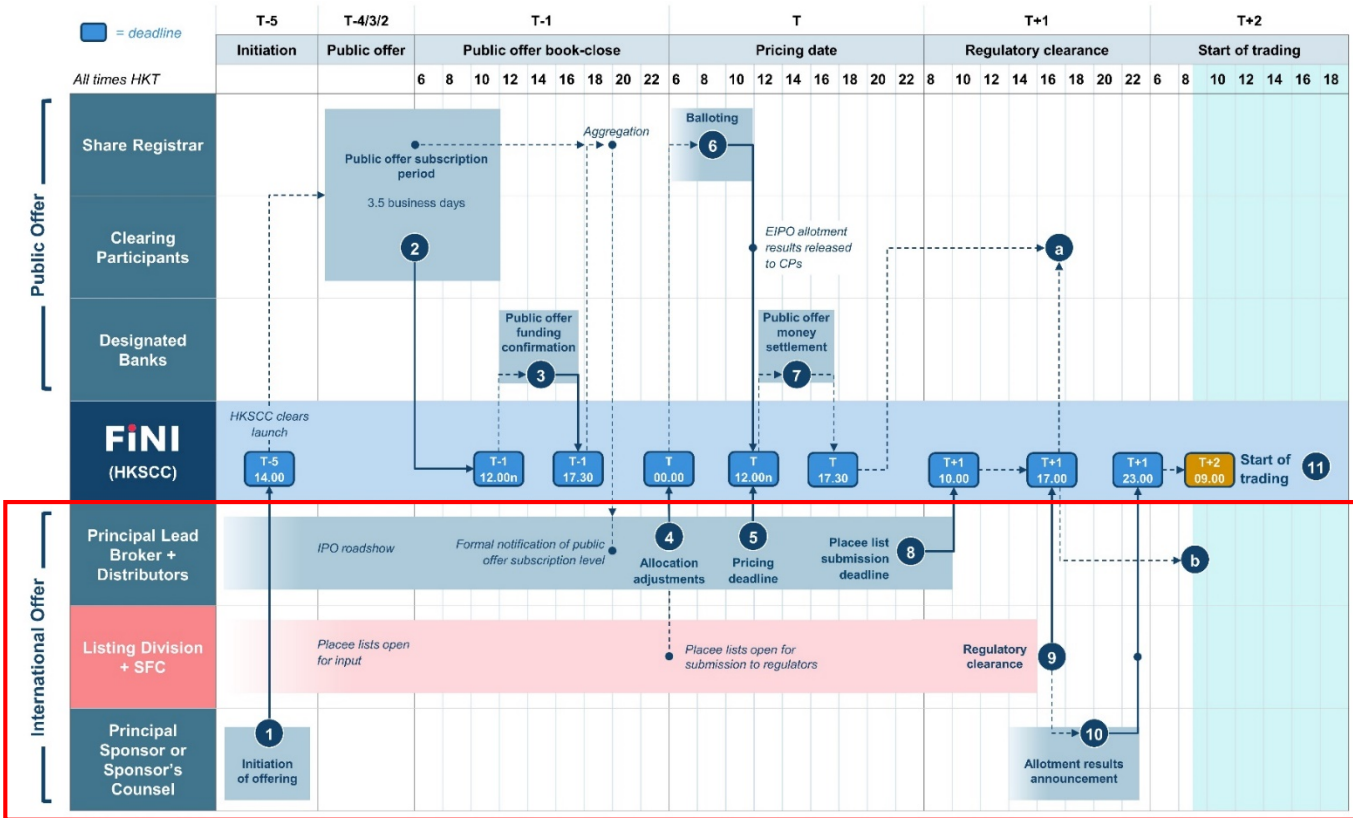 T-5
T-4/3/2
T-1
T
T+1
T+2
= deadline
Initiation
Public offer
Public offer book-close
Pricing date
Regulatory clearance
Start of trading
All times HKT
6 8 10 12 14 16 18 20 22
6 8 10 12 14 16 18 20 22
8 10 12 14 16 18 20 22
6 8 10 12 14 16 18
Public Offer
Share Registrar
Public offer subscription
period
3.5 business days
Aggregation
Balloting
6
Clearing
Participants
2
EIPO allotment
results released
to CPs
a
Designated
Banks
Public offer
funding
confirmation
3
Public offer
money
settlement
7
FiNI
(HKSCC)
HKSCC clears
launch
T-5
14.00
T-1
12.00n
T-1
17.30
T
00.00
T
12.00n
T
17.30
T+1
10.00
T+1
17.00
T+1
23.00
T+2
09.00
Start of
trading
11
International Offer
Principal Lead
Broker +
Distributors
IPO roadshow
Formal notification of public
offer subscription level
4
Allocation
adjustments
5
Pricing
deadline
Placee list
submission
deadline
8
b
Listing Division
+ SFC
Placee lists open
for input
Placee lists open for
submission to regulators
Regulatory
clearance
9
Principal
Sponsor or
Sponsor's
Counsel
1
Initiation
of offering
10
Allotment results
announcement